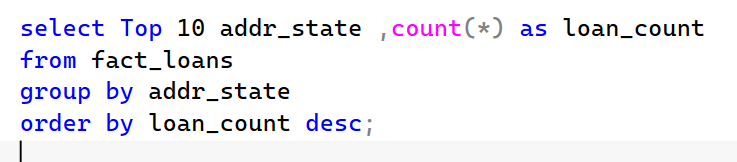 select Top 10 addr_state ,count(*) as loan_count
from fact_loans
group by addr_state
order by loan_count desc;